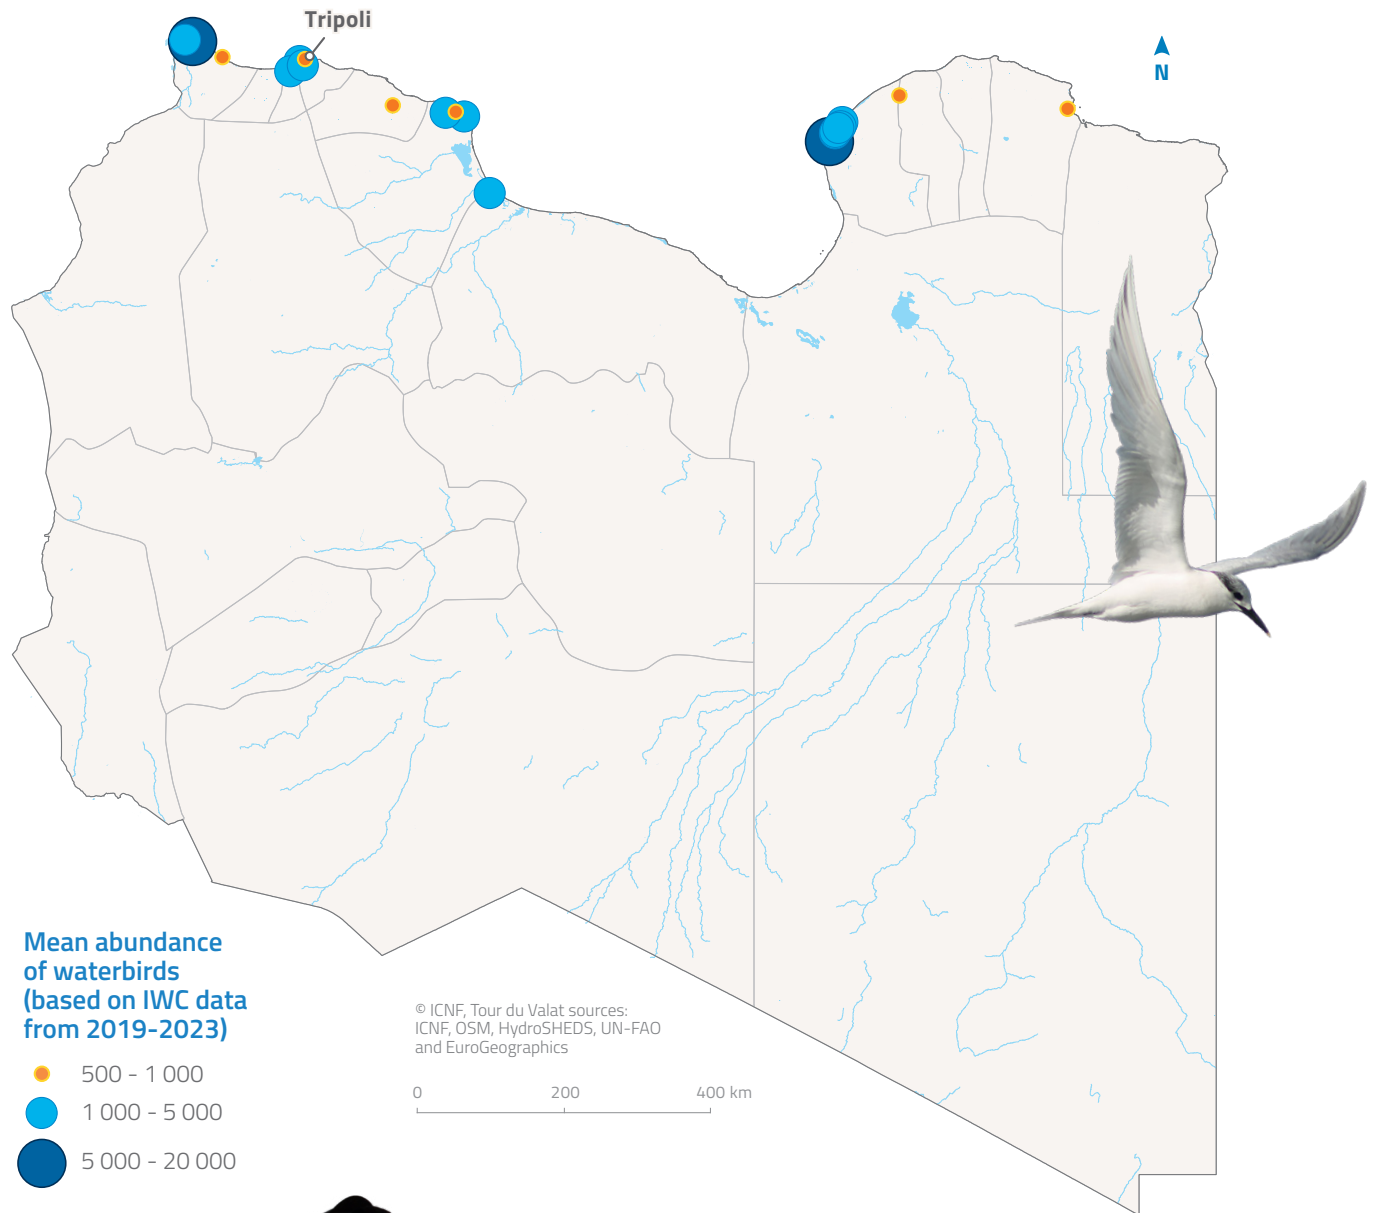 Tripoli
N
Mean abundance
of waterbirds
(based on IWC data
from 2019-2023)
500 - 1 000
1 000 - 5 000
5 000 - 20 000
© ICNF, Tour du Valat sources:
ICNF, OSM, HydroSHEDS, UN-FAO
and EuroGeographics
0 200 400 km